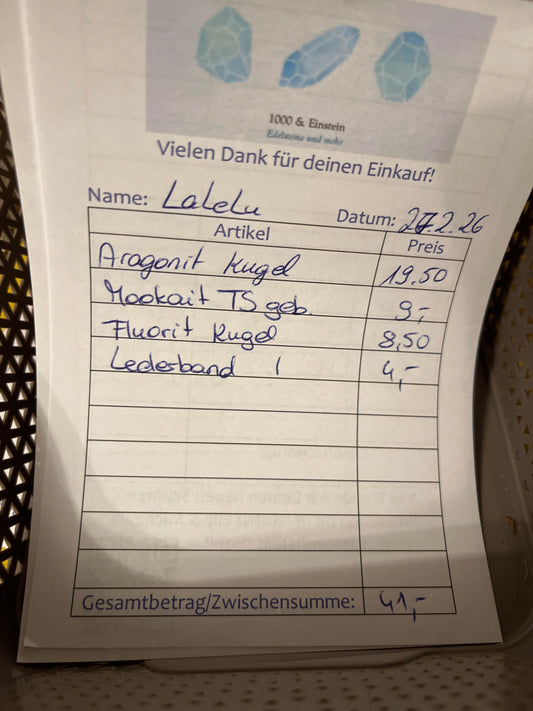 1000 & Einstein
Edelsteine und mehr
Vielen Dank für deinen Einkauf!
Name: LaLeLu Datum: 27.2.26
Artikel Preis
Aragonit Kugel 19.50
Mookait TS geb. 9,-
Fluorit Kugel 8,50
Lederband 1 4,-
Gesamtbetrag/Zwischensumme: 41,-